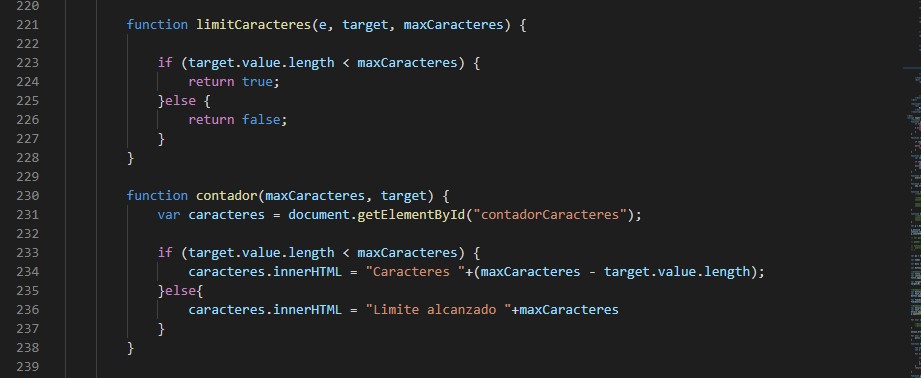 220
221 function limitCaracteres(e, target, maxCaracteres) {
222
223 if (target.value.length < maxCaracteres) {
224 return true;
225 }else {
226 return false;
227 }
228 }
229
230 function contador(maxCaracteres, target) {
231 var caracteres = document.getElementById("contadorCaracteres");
232
233 if (target.value.length < maxCaracteres) {
234 caracteres.innerHTML = "Caracteres "+(maxCaracteres - target.value.length);
235 }else{
236 caracteres.innerHTML = "Limite alcanzado "+maxCaracteres
237 }
238 }
239